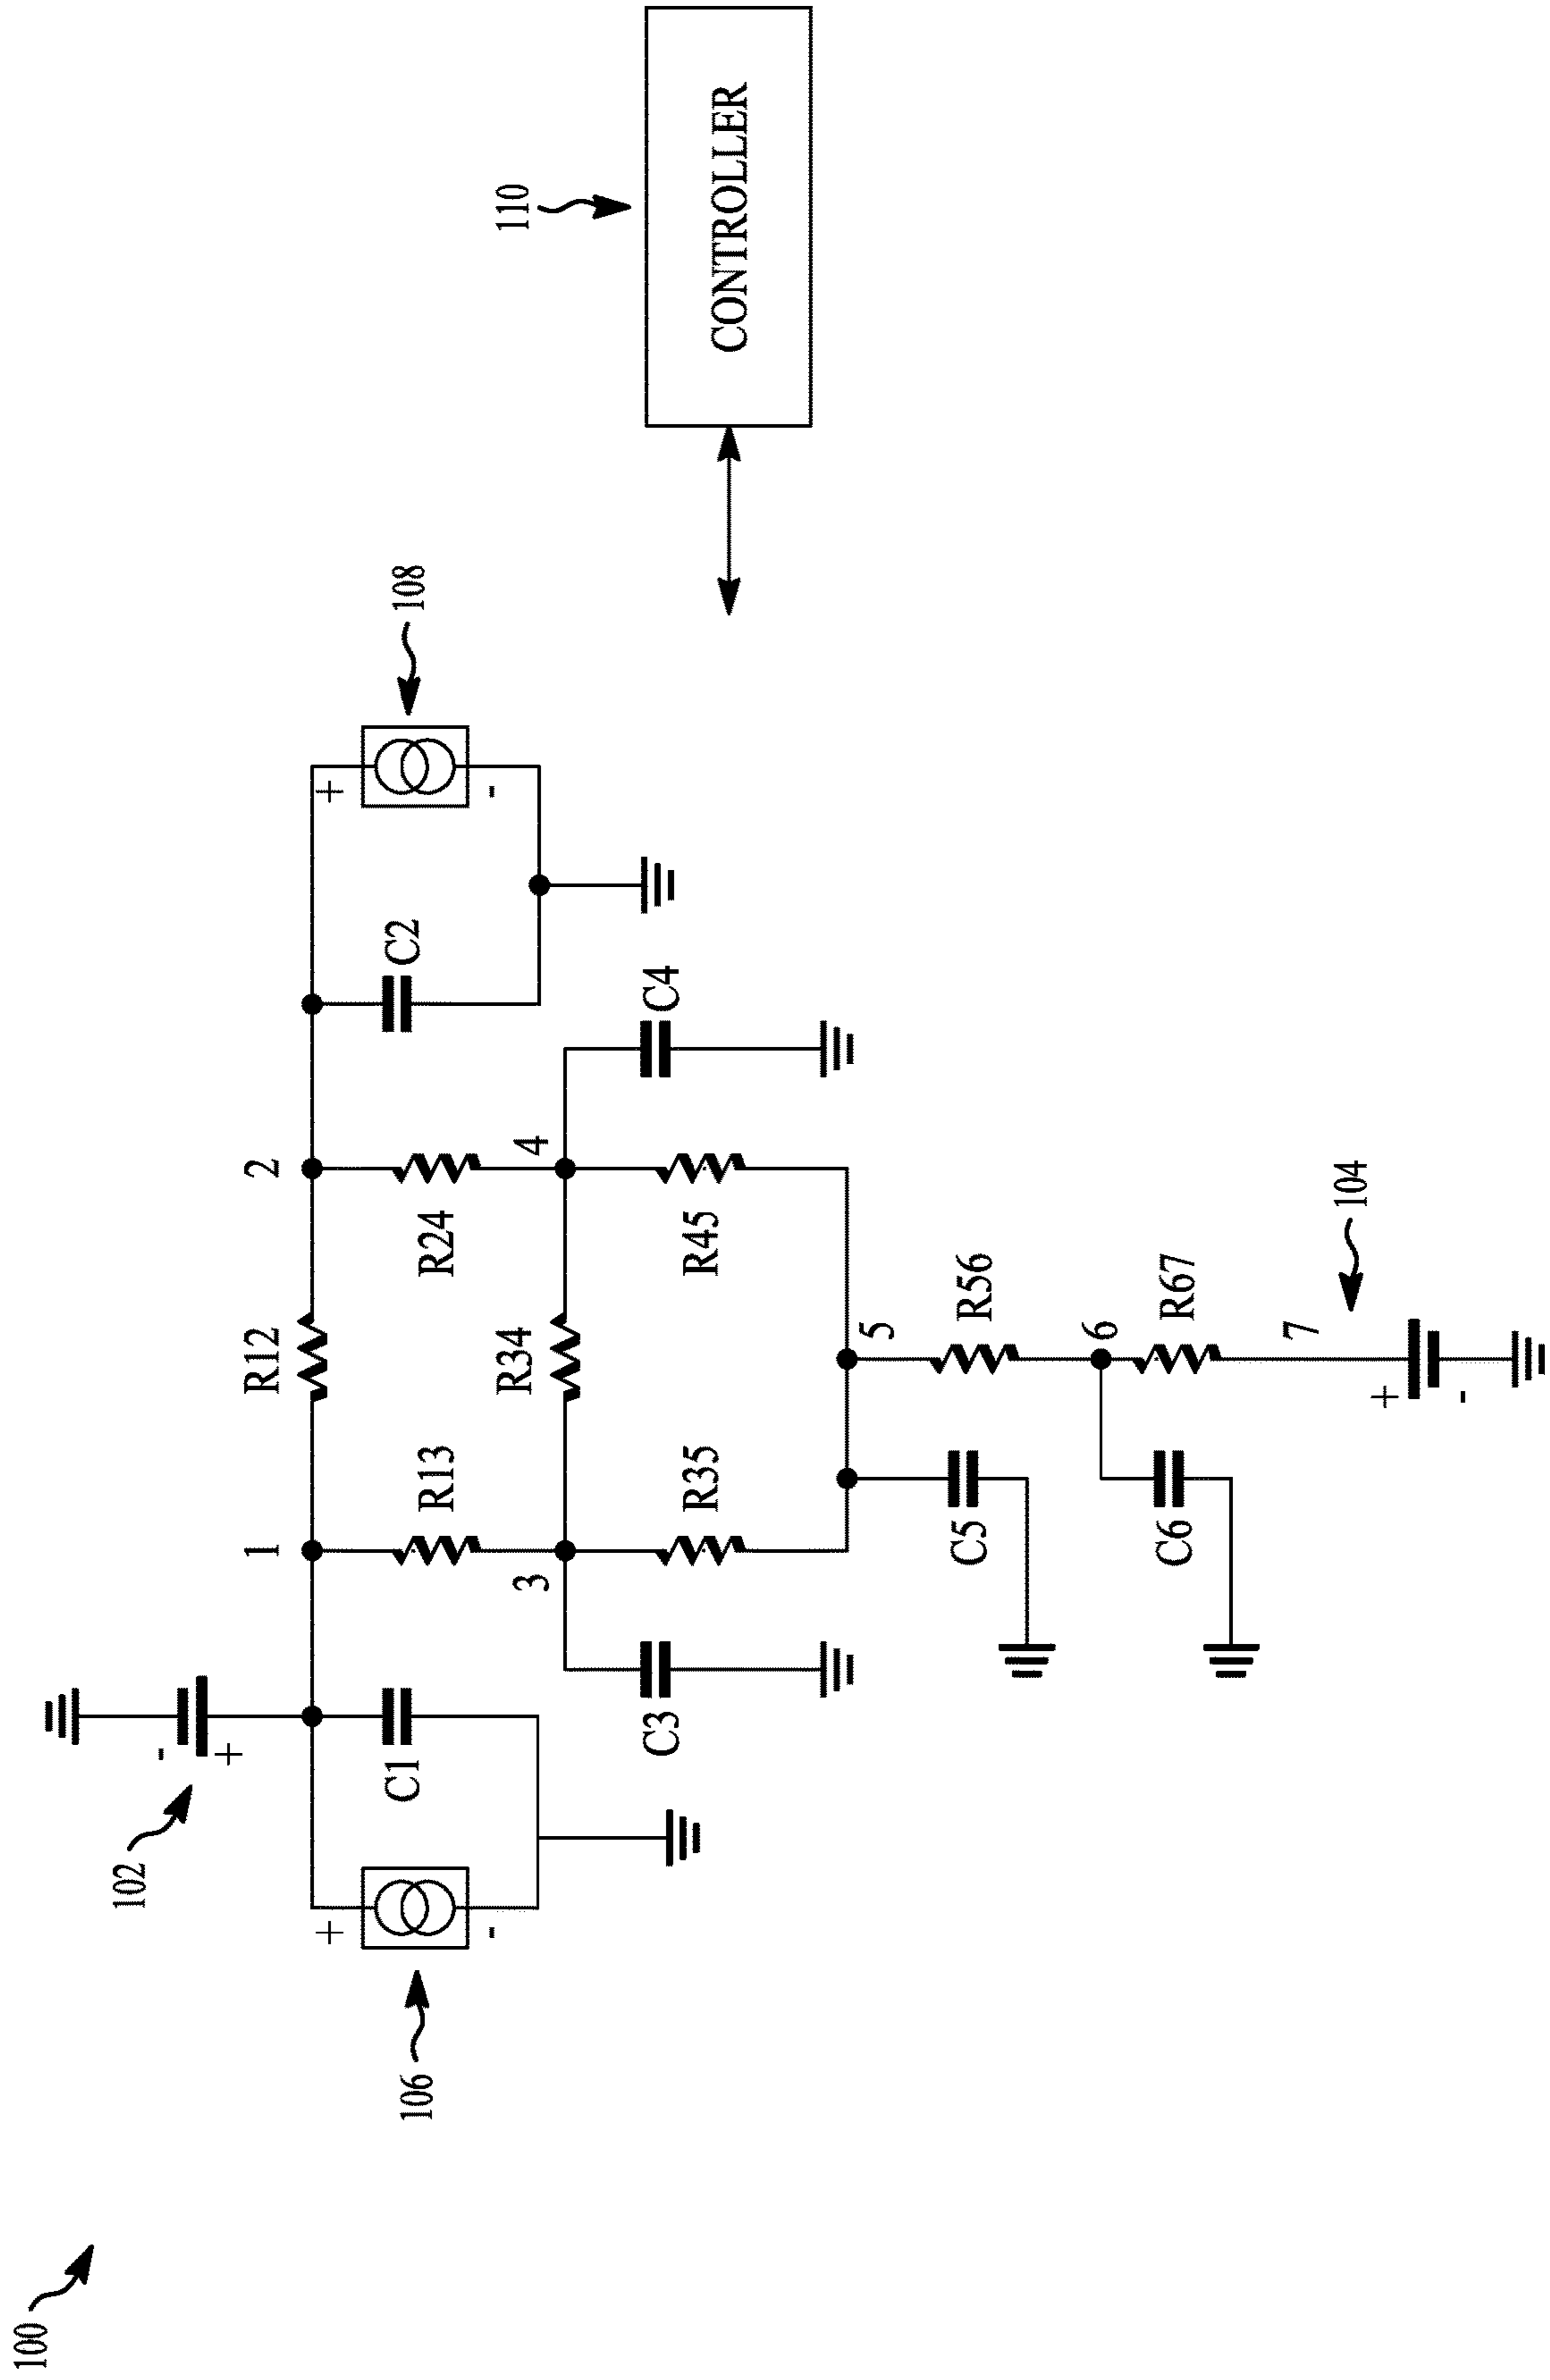 100
102
-
+
1
R12
2
+
106
-
C1
R13
R24
C2
+
-
108
3
R34
4
C3
R35
R45
C4
5
C5
R56
6
C6
R67
7
+
-
104
110
CONTROLLER